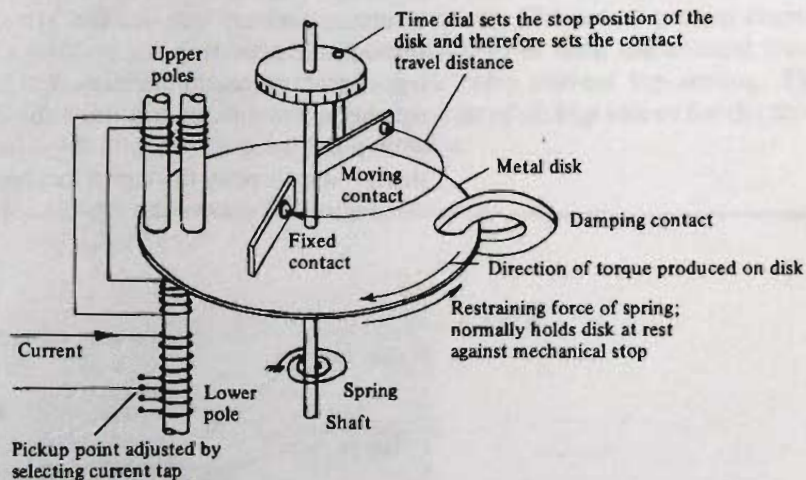 Time dial sets the stop position of the
disk and therefore sets the contact
travel distance
Upper
poles
Metal disk
Moving
contact
Damping contact
Fixed
contact
Direction of torque produced on disk
Restraining force of spring;
normally holds disk at rest
against mechanical stop
Current
Lower
pole
Spring
Shaft
Pickup point adjusted by
selecting current tap